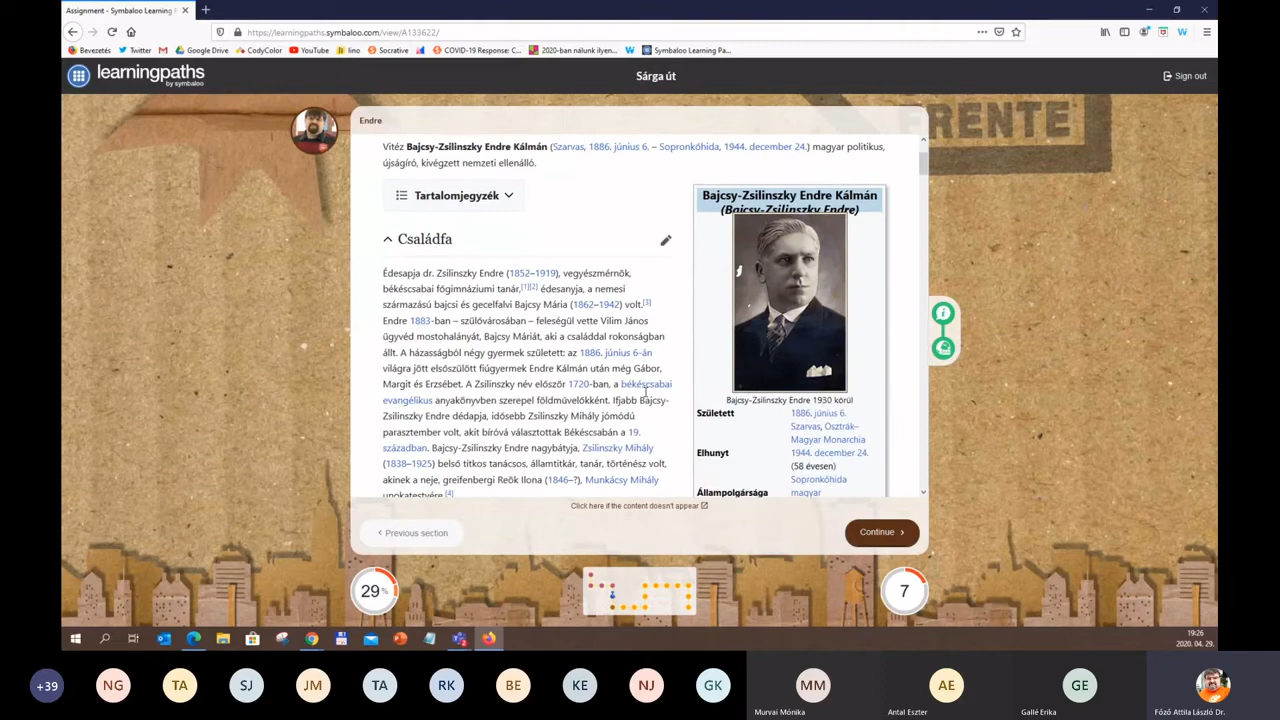 Assignment - Symbaloo Learning P
https://learningpaths.symbaloo.com/view/A133622/
Bevezetés
Twitter
M
Google Drive
CodyColor
YouTube
lino
Socrative
COVID-19 Response: C...
2020-ban nálunk ilyen...
W
Symbaloo Learning Pa...
learningpaths
by symbaloo
Sárga út
Sign out
FRENTE
Endre
Vitéz Bajcsy-Zsilinszky Endre Kálmán (Szarvas, 1886. június 6. – Sopronkőhida, 1944. december 24.) magyar politikus,
újságíró, kivégzett nemzeti ellenálló.
Tartalomjegyzék
Családfa
Édesapja dr. Zsilinszky Endre (1852–1919), vegyészmérnök,
békéscsabai főgimnáziumi tanár,[1][2] édesanyja, a nemesi
származású bajcsi és gecelfalvi Bajcsy Mária (1862–1942) volt.[3]
Endre 1883-ban – szülővárosában – feleségül vette Vilim János
ügyvéd mostohalányát, Bajcsy Máriát, aki a családdal rokonságban
állt. A házasságból négy gyermek született: az 1886. június 6-án
világra jött elsőszülött fiúgyermek Endre Kálmán után még Gábor,
Margit és Erzsébet. A Zsilinszky név először 1720-ban, a békéscsabai
evangélikus anyakönyvben szerepel földművelőként. Ifjabb Bajcsy-
Zsilinszky Endre dédapja, idősebb Zsilinszky Mihály jómódú
parasztember volt, akit bíróvá választottak Békéscsabán a 19.
században. Bajcsy-Zsilinszky Endre nagybátyja, Zsilinszky Mihály
(1838–1925) belső titkos tanácsos, államtitkár, tanár, történész volt,
akinek a neje, greifenbergi Reök Ilona (1846–?), Munkácsy Mihály
unokatestvére.[4]
Bajcsy-Zsilinszky Endre Kálmán
(Bajcsy-Zsilinszky Endre)
Bajcsy-Zsilinszky Endre 1930 körül
Született 1886. június 6.
Szarvas, Osztrák–
Magyar Monarchia
Elhunyt 1944. december 24.
(58 évesen)
Sopronkőhida
Állampolgársága magyar
Click here if the content doesn't appear
Previous section
Continue
29 %
7
19:26
2020. 04. 29.
+39
NG
TA
SJ
JM
TA
RK
BE
KE
NJ
GK
MM
AE
GE
Murvai Mónika
Antal Eszter
Gallé Erika
Főző Attila László Dr.